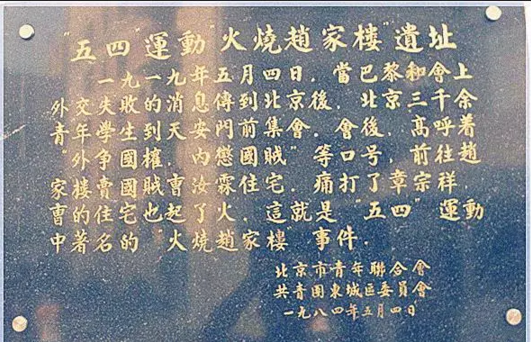 "五四"運動"火燒趙家樓"遺址
一九一九年五月四日，當巴黎和會上
外交失敗的消息傳到北京後，北京三千余
青年學生到天安門前集會。會後，高呼着
"外爭國權，內懲國賊"等口号，前往趙
家樓賣國賊曹汝霖住宅，痛打了章宗祥，
曹的住宅也起了火，這就是"五四"運動
中著名的"火燒趙家樓"事件．
北京市青年聯合會
共青團東城區委員會
一九八四年五月四日